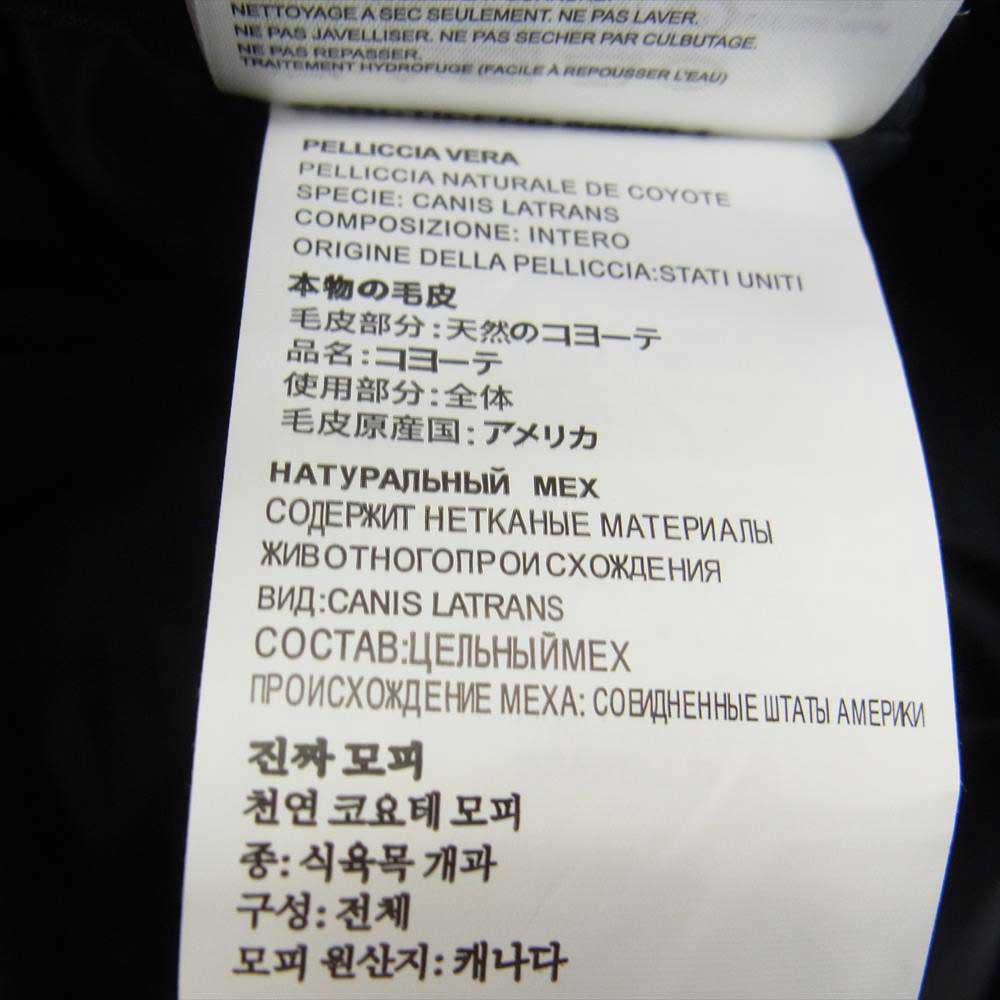 NETTOYAGE A SEC SEULEMENT. NE PAS LAVER.
NE PAS JAVELLISER. NE PAS SECHER PAR CULBUTAGE.
NE PAS REPASSER.
TRAITEMENT HYDROFUGE (FACILE À REPOUSSER L'EAU)
PELLICCIA VERA
PELLICCIA NATURALE DE COYOTE
SPECIE: CANIS LATRANS
COMPOSIZIONE: INTERO
ORIGINE DELLA PELLICCIA:STATI UNITI
本物の毛皮
毛皮部分:天然のコヨーテ
品名:コヨーテ
使用部分:全体
毛皮原産国:アメリカ
НАТУРАЛЬНЫЙ МЕХ
СОДЕРЖИТ НЕТКАНЫЕ МАТЕРИАЛЫ
ЖИВОТНОГОПРОИСХОЖДЕНИЯ
ВИД:CANIS LATRANS
СОСТАВ:ЦЕЛЬНЫЙМЕХ
ПРОИСХОЖДЕНИЕ МЕХА: СОВИДНЕННЫЕ ШТАТЫ АМЕРИКИ
진짜 모피
천연 코요테 모피
종: 식육목 개과
구성: 전체
모피 원산지: 캐나다